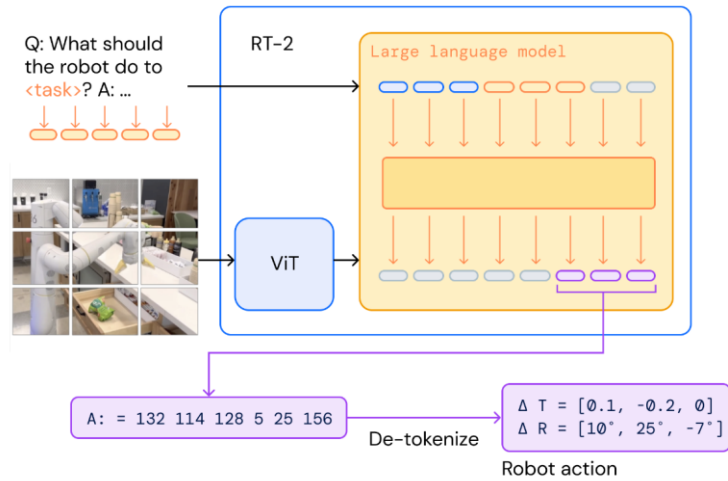 Q: What should
the robot do to
<task>? A: ...
RT-2
Large language model
ViT
A: = 132 114 128 5 25 156
De-tokenize
Δ T = [0.1, -0.2, 0]
Δ R = [10°, 25°, -7°]
Robot action